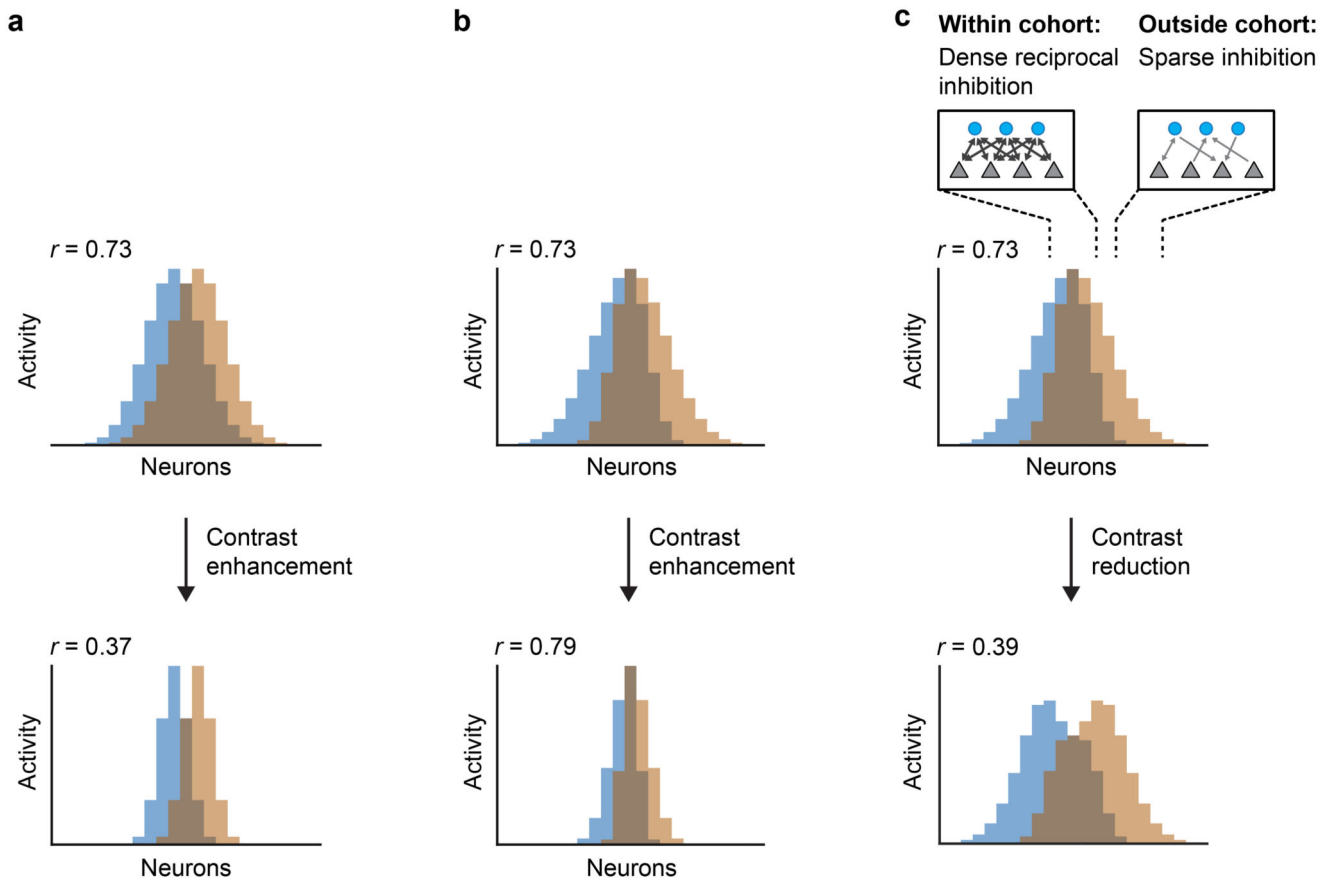 a
r = 0.73
Activity
Neurons
Contrast
enhancement
r = 0.37
Activity
Neurons
b
r = 0.73
Activity
Neurons
Contrast
enhancement
r = 0.79
Activity
Neurons
c
Within cohort:
Dense reciprocal
inhibition
Outside cohort:
Sparse inhibition
r = 0.73
Activity
Neurons
Contrast
reduction
r = 0.39
Activity
Neurons